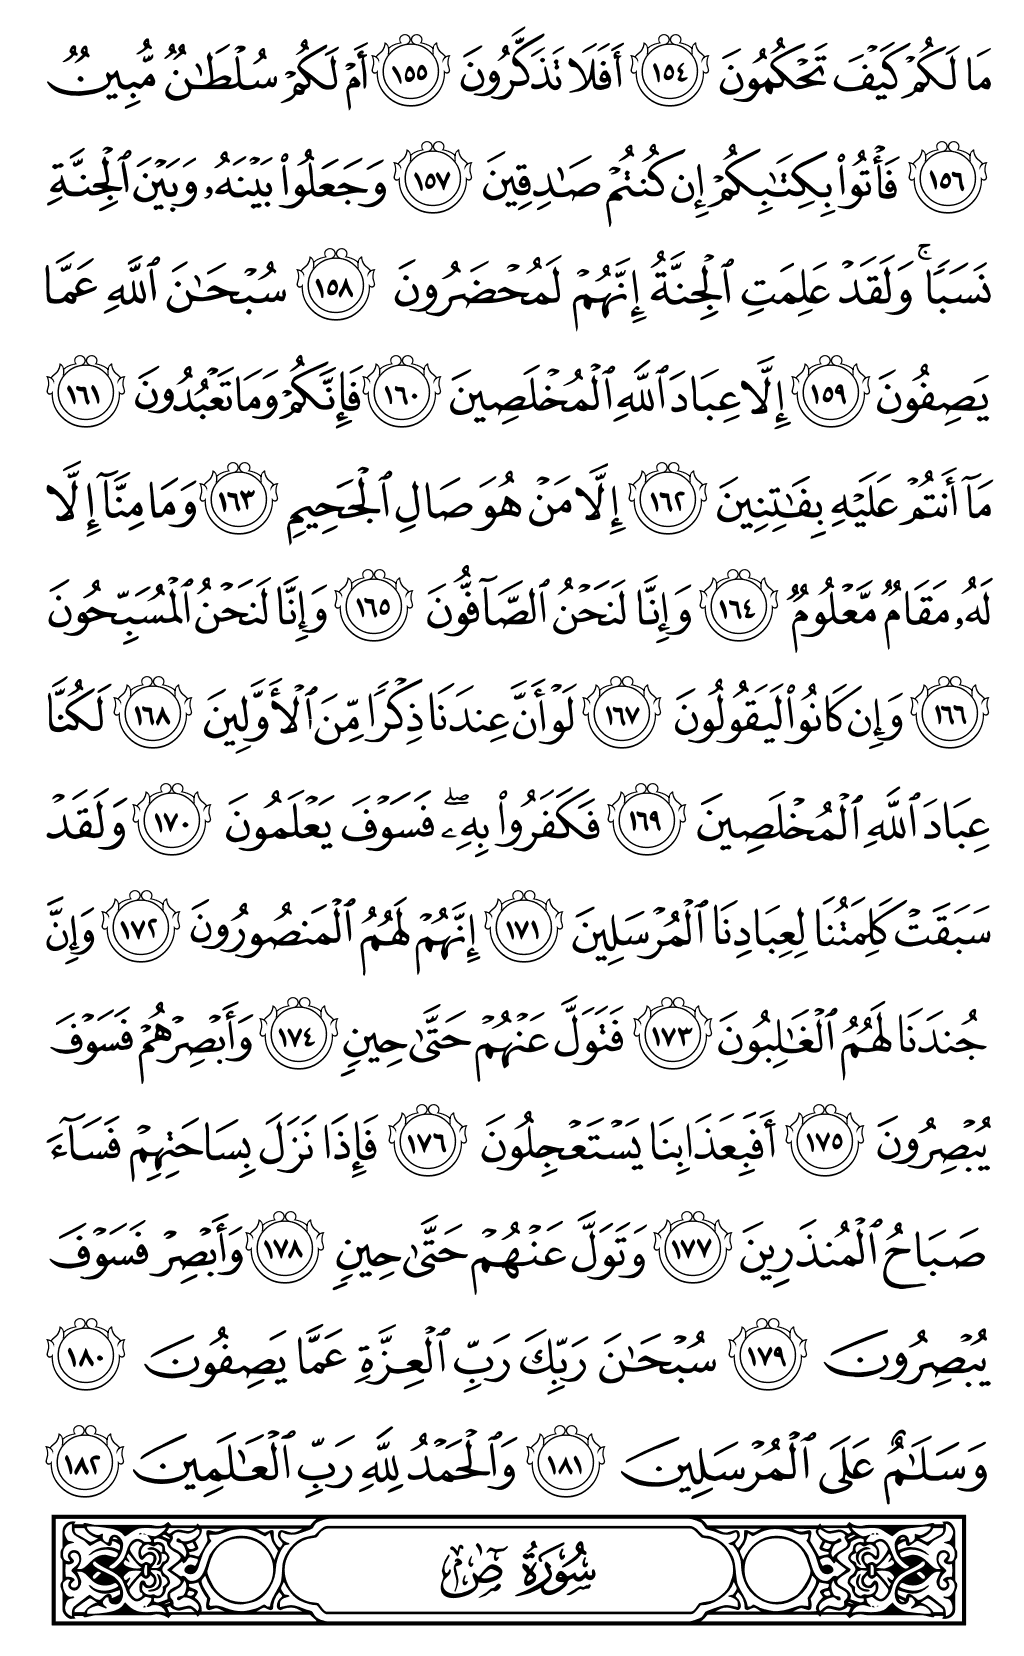 مَا لَكُمْ كَيْفَ تَحْكُمُونَ ١٥٤ أَفَلَا تَذَكَّرُونَ ١٥٥ أَمْ لَكُمْ سُلْطَـٰنٌ مُّبِينٌ
١٥٦ فَأْتُوا۟ بِكِتَـٰبِكُمْ إِن كُنتُمْ صَـٰدِقِينَ ١٥٧ وَجَعَلُوا۟ بَيْنَهُۥ وَبَيْنَ ٱلْجِنَّةِ
نَسَبًا ۚ وَلَقَدْ عَلِمَتِ ٱلْجِنَّةُ إِنَّهُمْ لَمُحْضَرُونَ ١٥٨ سُبْحَـٰنَ ٱللَّهِ عَمَّا
يَصِفُونَ ١٥٩ إِلَّا عِبَادَ ٱللَّهِ ٱلْمُخْلَصِينَ ١٦٠ فَإِنَّكُمْ وَمَا تَعْبُدُونَ ١٦١
مَآ أَنتُمْ عَلَيْهِ بِفَـٰتِنِينَ ١٦٢ إِلَّا مَنْ هُوَ صَالِ ٱلْجَحِيمِ ١٦٣ وَمَا مِنَّآ إِلَّا
لَهُۥ مَقَامٌ مَّعْلُومٌ ١٦٤ وَإِنَّا لَنَحْنُ ٱلصَّآفُّونَ ١٦٥ وَإِنَّا لَنَحْنُ ٱلْمُسَبِّحُونَ
١٦٦ وَإِن كَانُوا۟ لَيَقُولُونَ ١٦٧ لَوْ أَنَّ عِندَنَا ذِكْرًا مِّنَ ٱلْأَوَّلِينَ ١٦٨ لَكُنَّا
عِبَادَ ٱللَّهِ ٱلْمُخْلَصِينَ ١٦٩ فَكَفَرُوا۟ بِهِۦ ۖ فَسَوْفَ يَعْلَمُونَ ١٧٠ وَلَقَدْ
سَبَقَتْ كَلِمَتُنَا لِعِبَادِنَا ٱلْمُرْسَلِينَ ١٧١ إِنَّهُمْ لَهُمُ ٱلْمَنصُورُونَ ١٧٢ وَإِنَّ
جُندَنَا لَهُمُ ٱلْغَـٰلِبُونَ ١٧٣ فَتَوَلَّ عَنْهُمْ حَتَّىٰ حِينٍ ١٧٤ وَأَبْصِرْهُمْ فَسَوْفَ
يُبْصِرُونَ ١٧٥ أَفَبِعَذَابِنَا يَسْتَعْجِلُونَ ١٧٦ فَإِذَا نَزَلَ بِسَاحَتِهِمْ فَسَآءَ
صَبَاحُ ٱلْمُنذَرِينَ ١٧٧ وَتَوَلَّ عَنْهُمْ حَتَّىٰ حِينٍ ١٧٨ وَأَبْصِرْ فَسَوْفَ
يُبْصِرُونَ ١٧٩ سُبْحَـٰنَ رَبِّكَ رَبِّ ٱلْعِزَّةِ عَمَّا يَصِفُونَ ١٨٠
وَسَلَـٰمٌ عَلَى ٱلْمُرْسَلِينَ ١٨١ وَٱلْحَمْدُ لِلَّهِ رَبِّ ٱلْعَـٰلَمِينَ ١٨٢
سُورَةُ صٓ